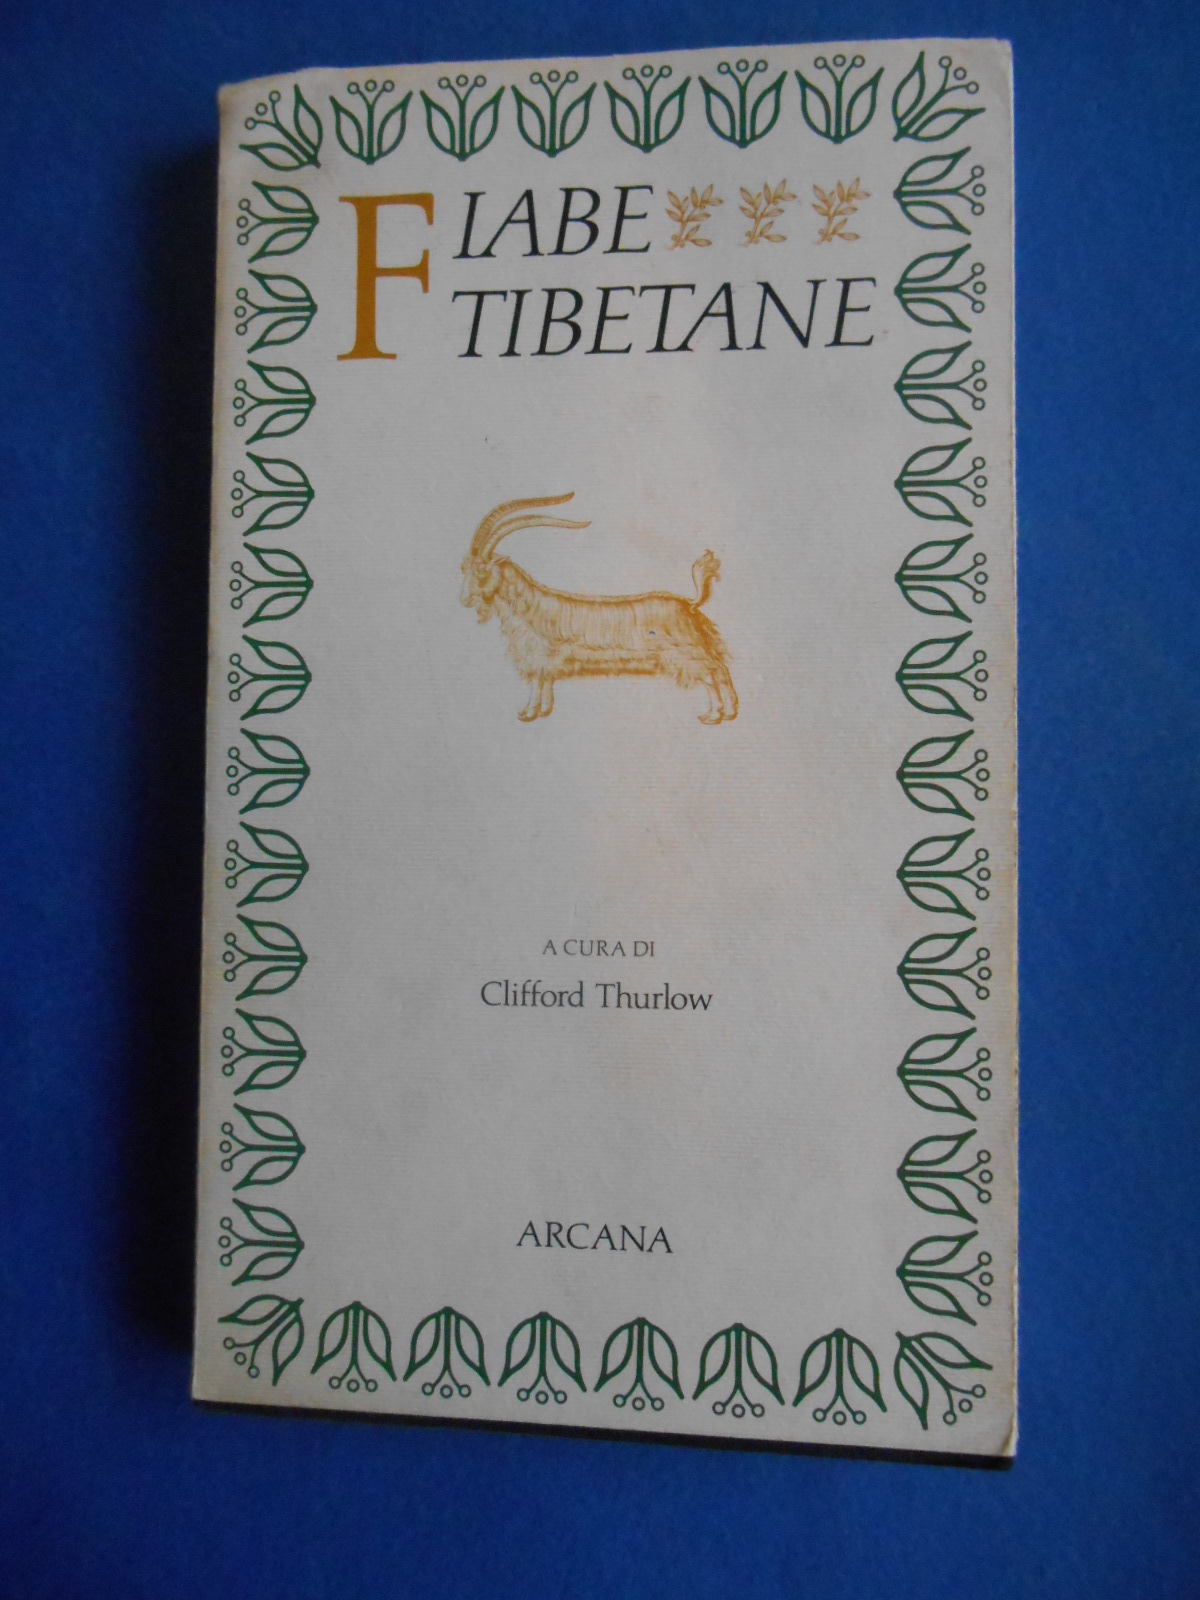 FIABE
TIBETANE
A CURA DI
Clifford Thurlow
ARCANA